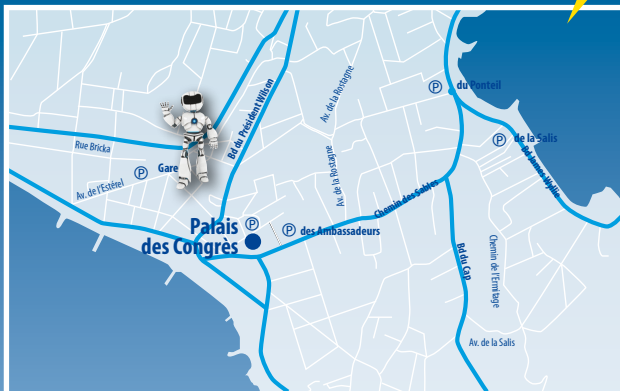 Ⓟ du Ponteil
Av. de la Rostagne
Bd du Président Wilson
Ⓟ de la Salis
Rue Bricka
Bd James Wyllie
Ⓟ Gare
Av. de l'Estérel
Av. de la Rostagne
Chemin des Sables
Palais
des Congrès
Ⓟ
Ⓟ des Ambassadeurs
Bd du Cap
Chemin de l'Ermitage
Av. de la Salis